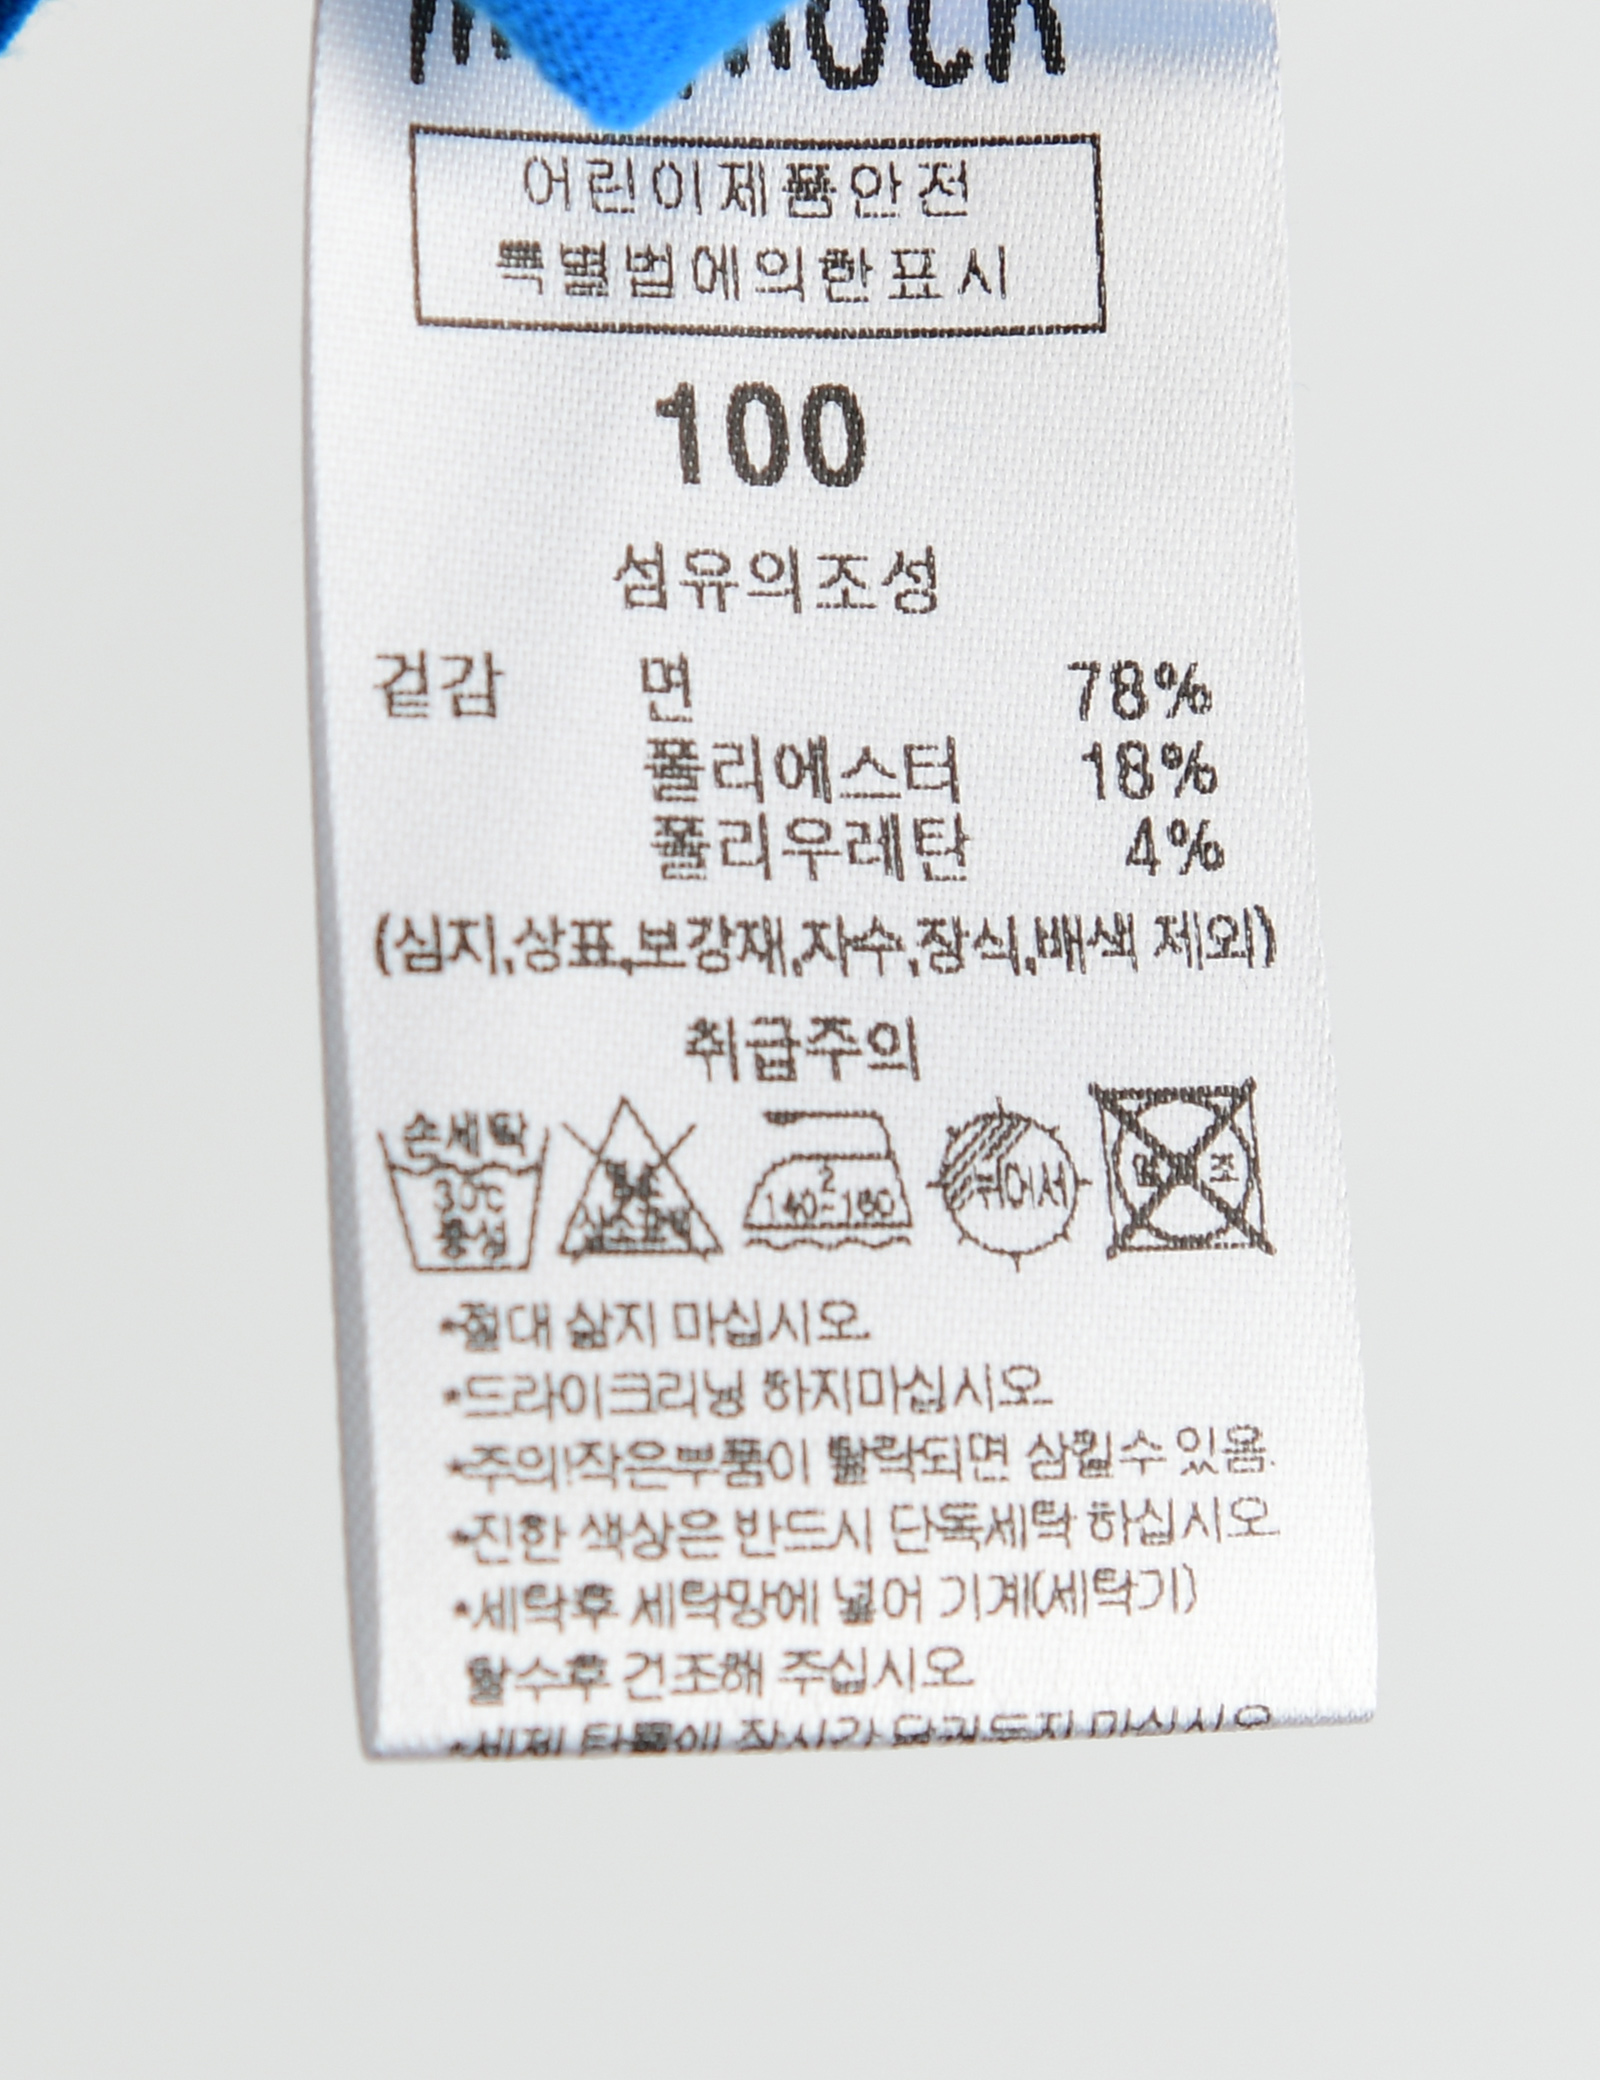 어린이제품안전
특별법에의한표시
100
섬유의조성
겉감 면 78%
폴리에스터 18%
폴리우레탄 4%
(심지,상표,보강재,자수,장식,배색 제외)
취급주의
손세탁
30℃
중성
염소
산소표백
2
140~160
뉘어서
*절대 삶지 마십시오.
*드라이크리닝 하지마십시오.
*주의!작은부품이 탈락되면 삼킬수 있음.
*진한 색상은 반드시 단독세탁 하십시오.
*세탁후 세탁망에 넣어 기계(세탁기)
탈수후 건조해 주십시오.